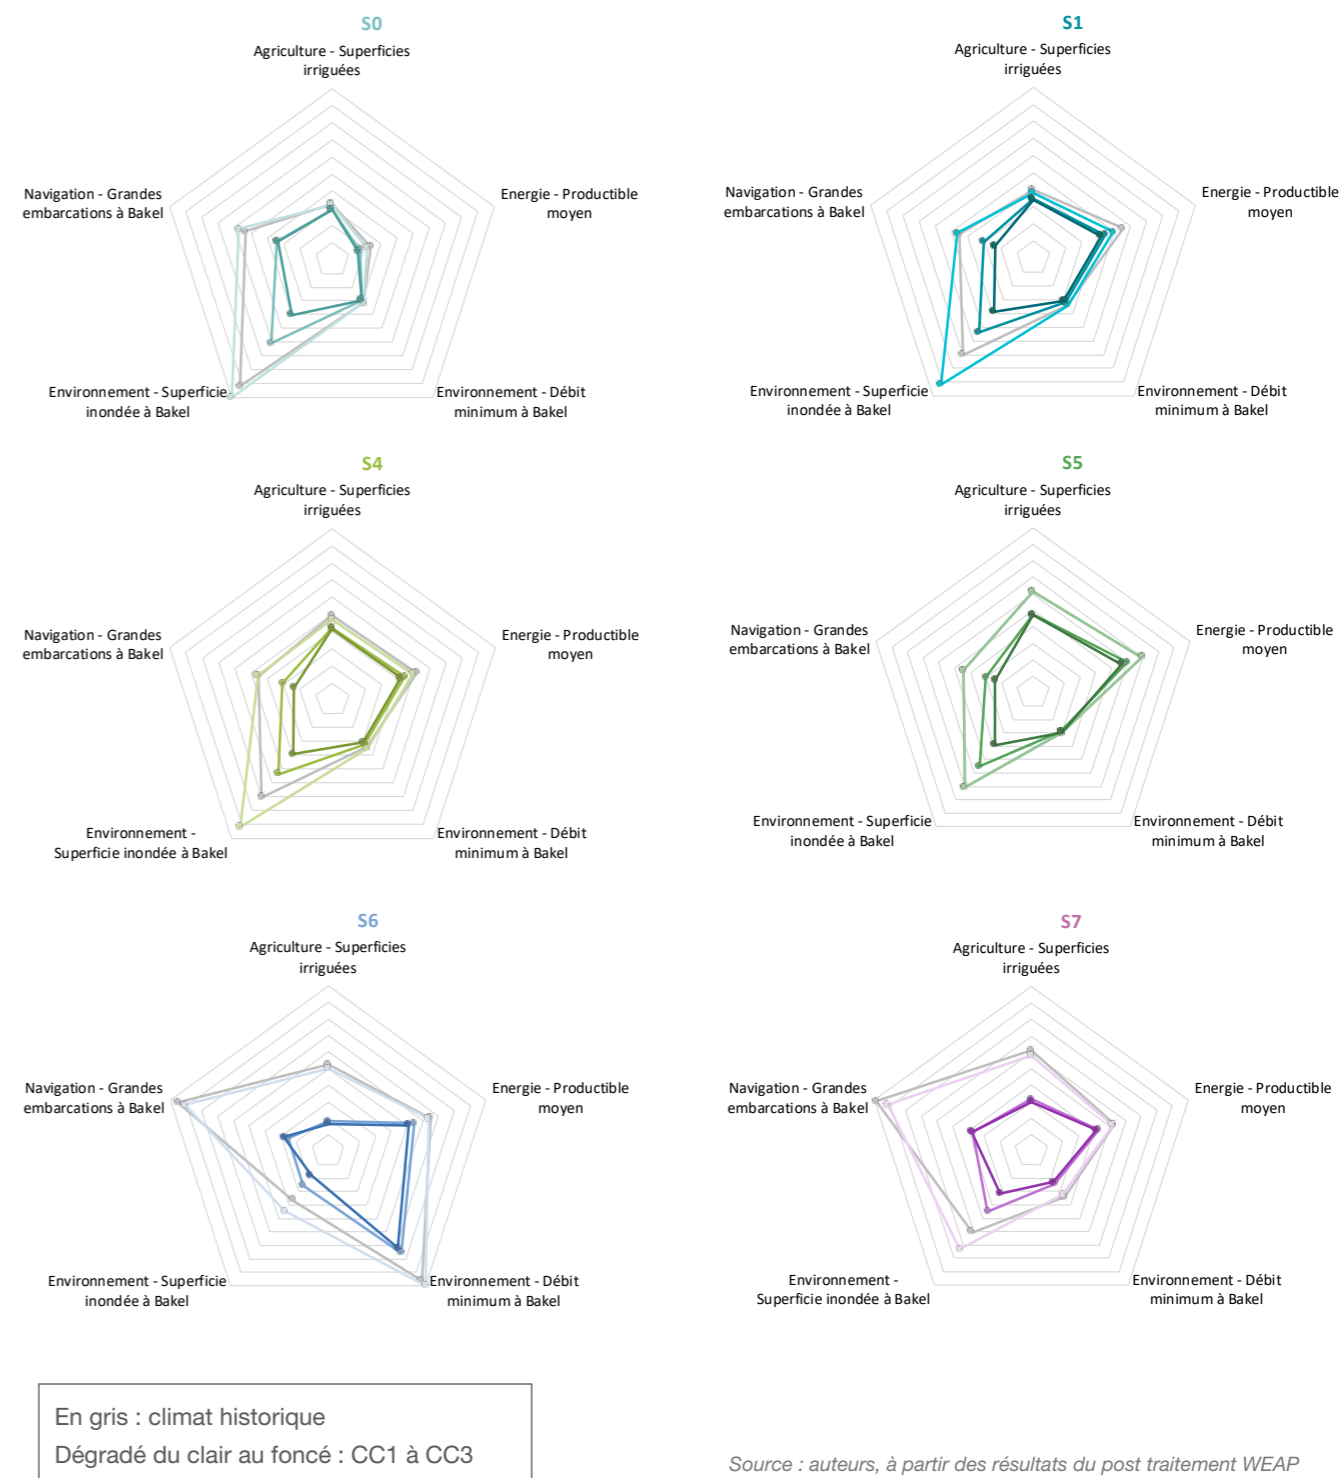 S0
Agriculture - Superficies
irriguées
Navigation - Grandes
embarcations à Bakel
Energie - Productible
moyen
Environnement - Superficie
inondée à Bakel
Environnement - Débit
minimum à Bakel
S1
Agriculture - Superficies
irriguées
Navigation - Grandes
embarcations à Bakel
Energie - Productible
moyen
Environnement - Superficie
inondée à Bakel
Environnement - Débit
minimum à Bakel
S4
Agriculture - Superficies
irriguées
Navigation - Grandes
embarcations à Bakel
Energie - Productible
moyen
Environnement -
Superficie inondée à Bakel
Environnement - Débit
minimum à Bakel
S5
Agriculture - Superficies
irriguées
Navigation - Grandes
embarcations à Bakel
Energie - Productible
moyen
Environnement - Superficie
inondée à Bakel
Environnement - Débit
minimum à Bakel
S6
Agriculture - Superficies
irriguées
Navigation - Grandes
embarcations à Bakel
Energie - Productible
moyen
Environnement - Superficie
inondée à Bakel
Environnement - Débit
minimum à Bakel
S7
Agriculture - Superficies
irriguées
Navigation - Grandes
embarcations à Bakel
Energie - Productible
moyen
Environnement -
Superficie inondée à Bakel
Environnement - Débit
minimum à Bakel
En gris : climat historique
Dégradé du clair au foncé : CC1 à CC3
Source : auteurs, à partir des résultats du post traitement WEAP